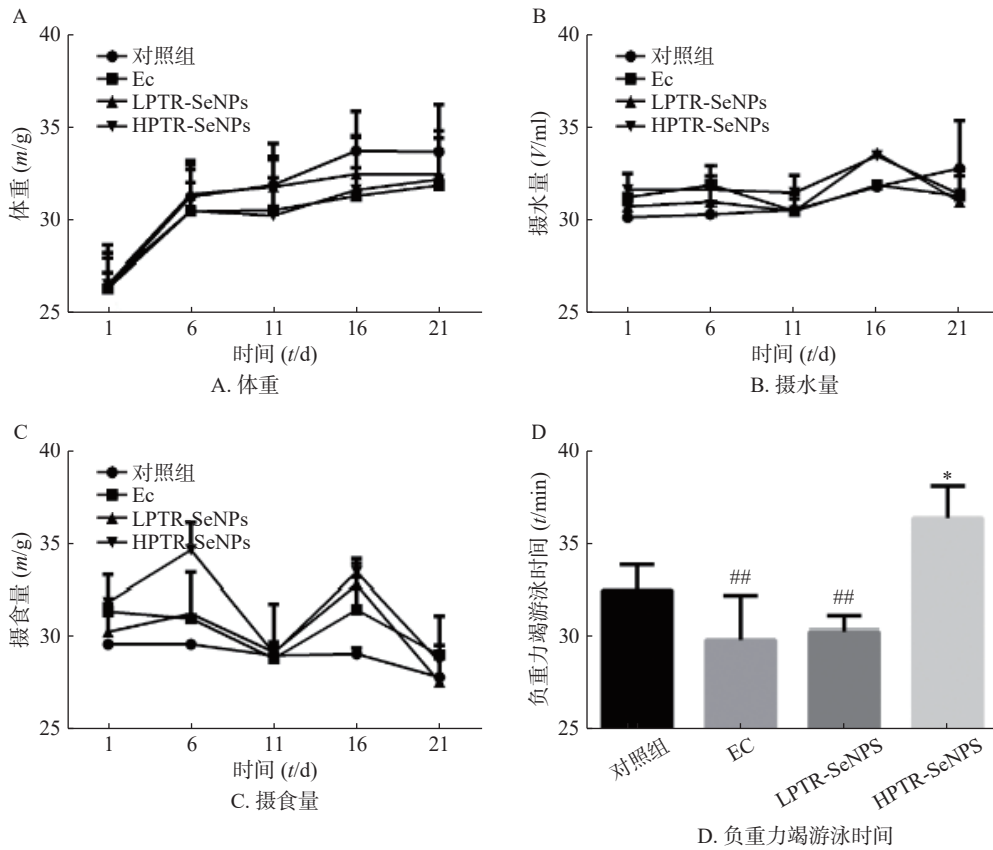 A
对照组
Ec
LPTR-SeNPs
HPTR-SeNPs
40
35
30
25
体重 (m/g)
1 6 11 16 21
时间 (t/d)
A. 体重
B
对照组
Ec
LPTR-SeNPs
HPTR-SeNPs
40
35
30
25
摄水量 (V/ml)
1 6 11 16 21
时间 (t/d)
B. 摄水量
C
对照组
Ec
LPTR-SeNPs
HPTR-SeNPs
40
35
30
25
摄食量 (m/g)
1 6 11 16 21
时间 (t/d)
C. 摄食量
D
40
35
30
25
负重力竭游泳时间 (t/min)
##
##
*
对照组
EC
LPTR-SeNPS
HPTR-SeNPS
D. 负重力竭游泳时间